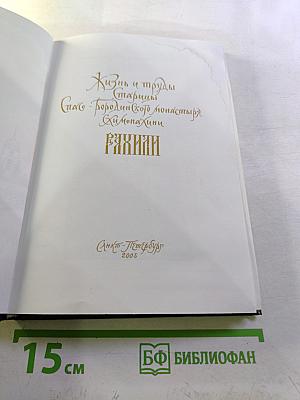 Жизнь и труды
Старицы
Спасо-Бородинского монастыря
схимонахини
РАХИЛИ
Санкт-Петербург
2005
15 см
БФ БИБЛИОФАН